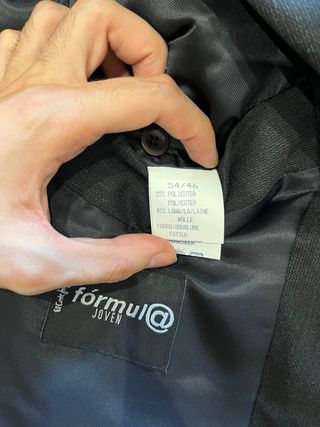 54/46
55% POLIESTER
POLYESTER
45% LANA/LA/LAINE
WOLLE
FORRO/DOUBLURE
FUTTER
fórmul@
JOVEN